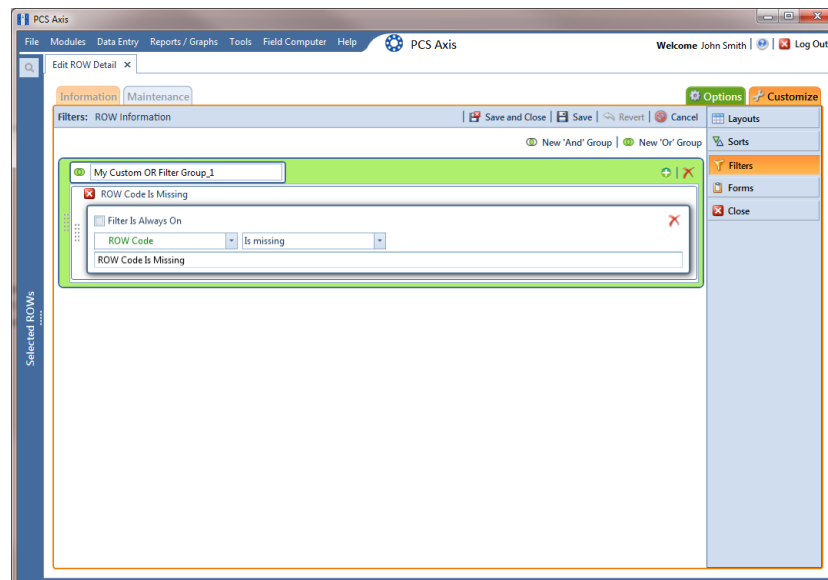 PCS Axis
File Modules Data Entry Reports / Graphs Tools Field Computer Help PCS Axis Welcome John Smith | | Log Out
Edit ROW Detail ×
Information Maintenance Options Customize
Filters: ROW Information | Save and Close | Save | Revert | Cancel
Layouts
New 'And' Group | New 'Or' Group
Sorts
My Custom OR Filter Group_1
Filters
ROW Code Is Missing
Forms
Filter Is Always On
Close
ROW Code Is missing
ROW Code Is Missing
Selected ROWs